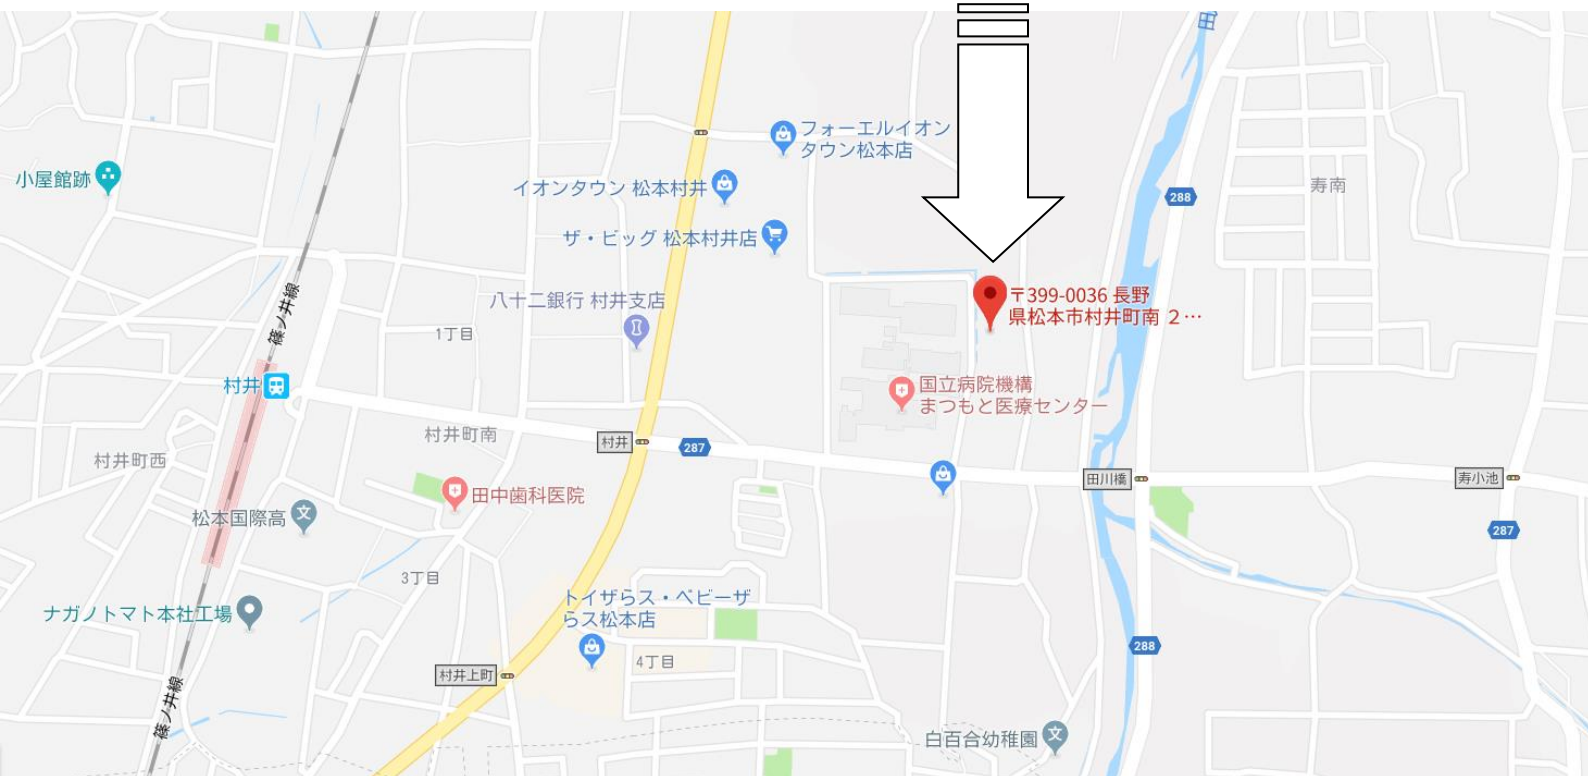 フォーエルイオン
タウン松本店
小屋館跡
イオンタウン 松本村井
288
寿南
ザ・ビッグ 松本村井店
篠ノ井線
八十二銀行 村井支店
〒399-0036 長野
県松本市村井町南 2…
1丁目
村井
国立病院機構
まつもと医療センター
村井町南
村井
287
村井町西
田川橋
寿小池
田中歯科医院
松本国際高
287
3丁目
トイザらス・ベビーザ
らス松本店
ナガノトマト本社工場
288
4丁目
村井上町
篠ノ井線
白百合幼稚園